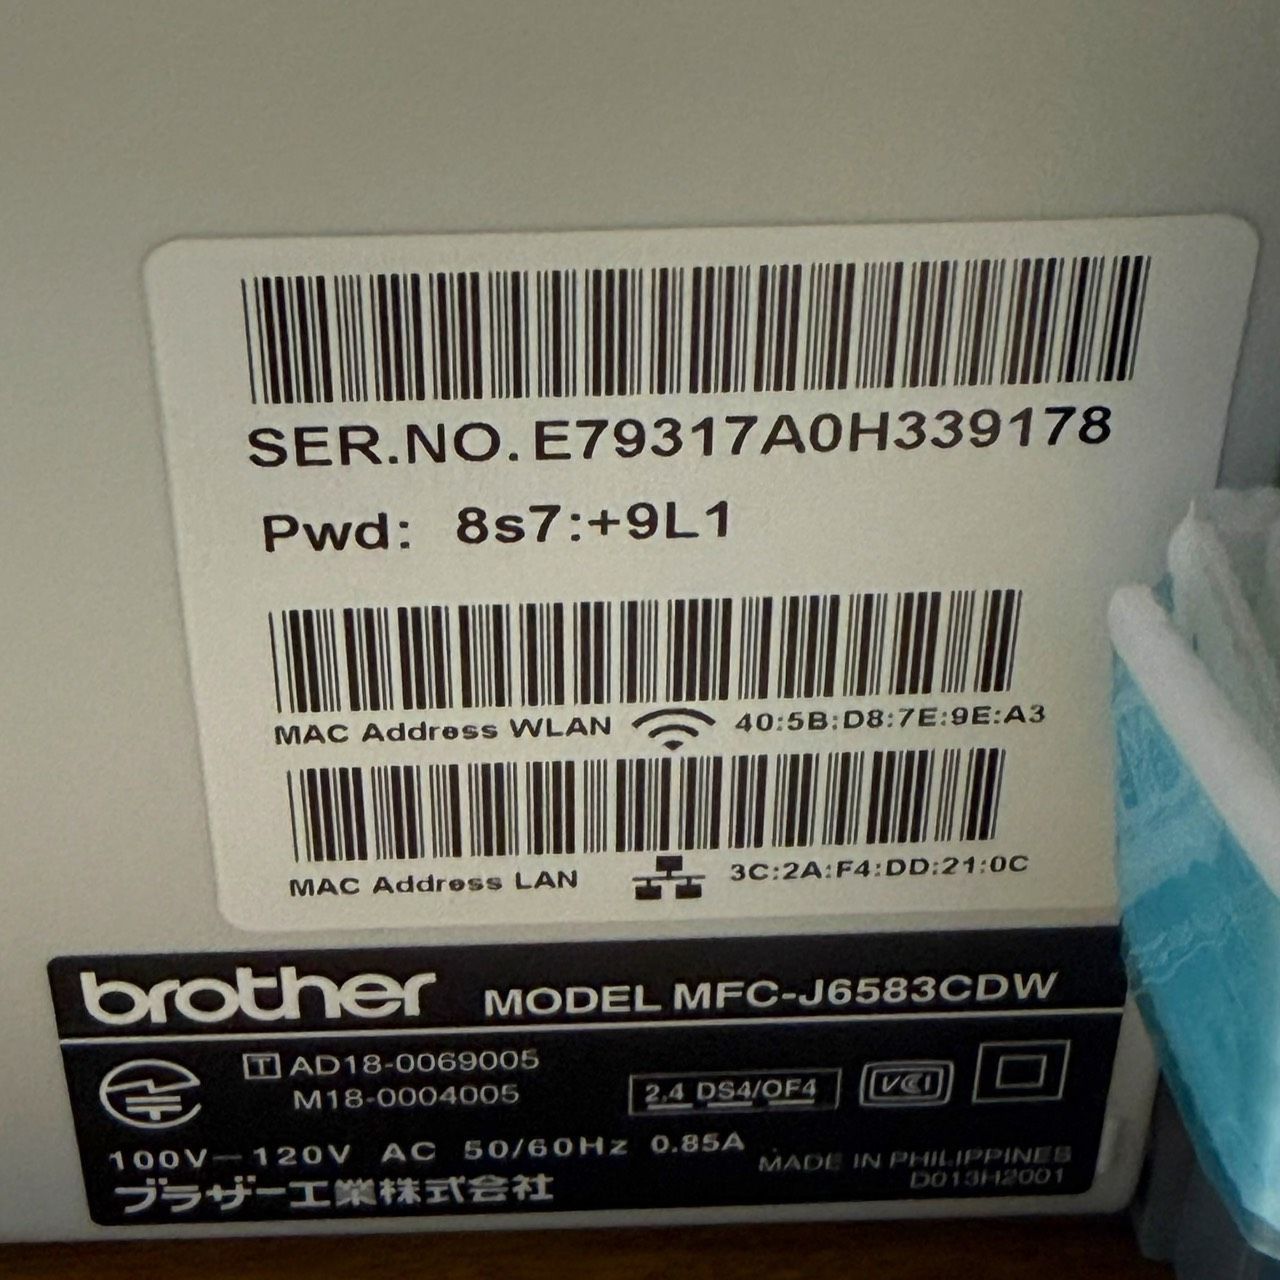 SER.NO.E79317A0H339178
Pwd: 8s7:+9L1
MAC Address WLAN 40:5B:D8:7E:9E:A3
MAC Address LAN 3C:2A:F4:DD:21:0C
brother MODEL MFC-J6583CDW
T AD18-0069005
M18-0004005
2.4 DS4/OF4 VCI
100V－120V AC 50/60Hz 0.85A
MADE IN PHILIPPINES
ブラザー工業株式会社
D013H2001